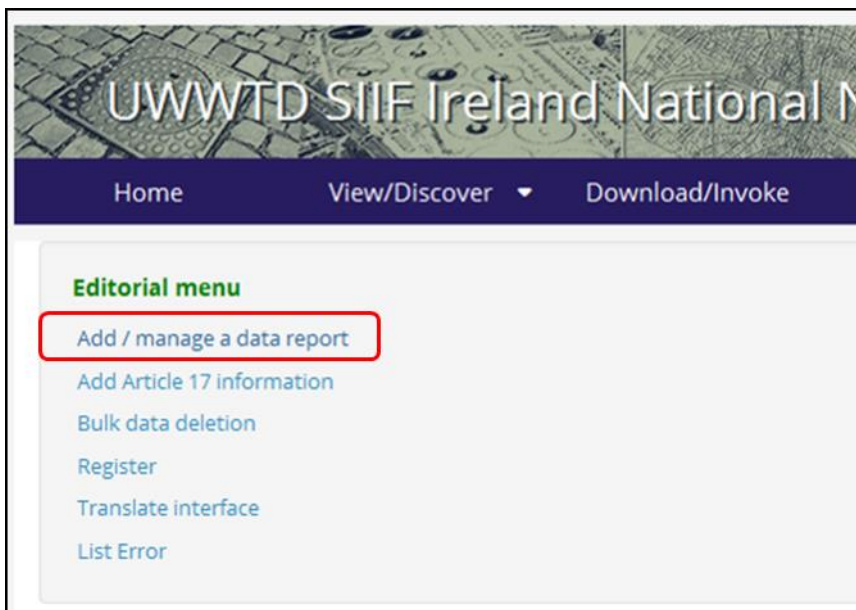 UWWTD SIIF Ireland National
Home View/Discover Download/Invoke
Editorial menu
Add / manage a data report
Add Article 17 information
Bulk data deletion
Register
Translate interface
List Error